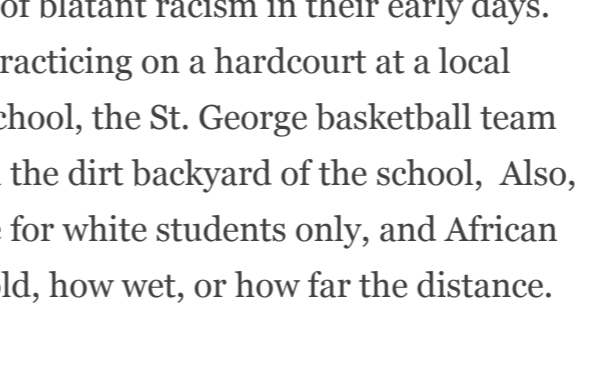 of blatant racism in their early days.
racticing on a hardcourt at a local
chool, the St. George basketball team
the dirt backyard of the school,  Also,
for white students only, and African
ld, how wet, or how far the distance.